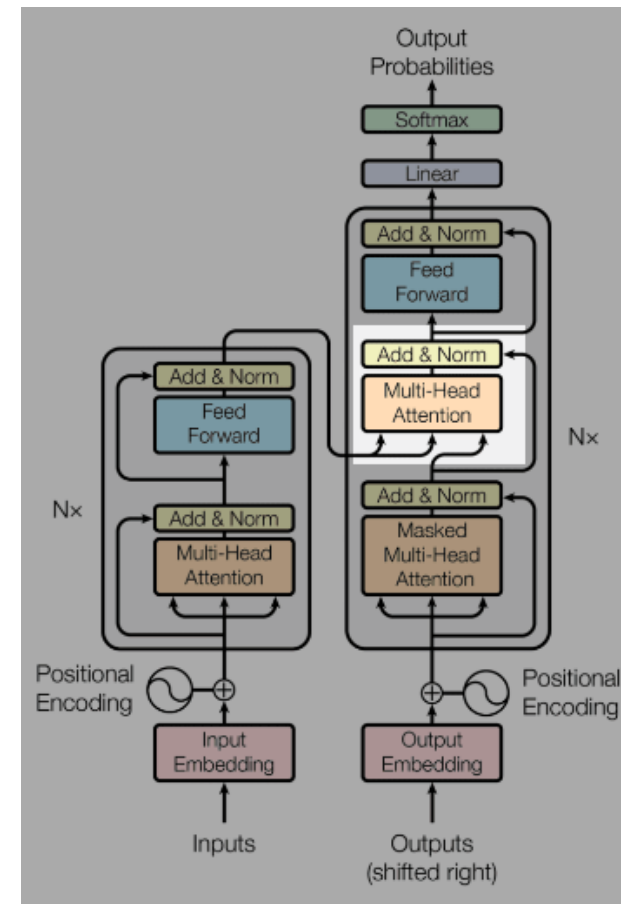 Output
Probabilities
Softmax
Linear
Add & Norm
Feed
Forward
Add & Norm
Multi-Head
Attention
Nx
Add & Norm
Masked
Multi-Head
Attention
Add & Norm
Feed
Forward
Nx
Add & Norm
Multi-Head
Attention
Positional
Encoding
Positional
Encoding
Input
Embedding
Output
Embedding
Inputs
Outputs
(shifted right)